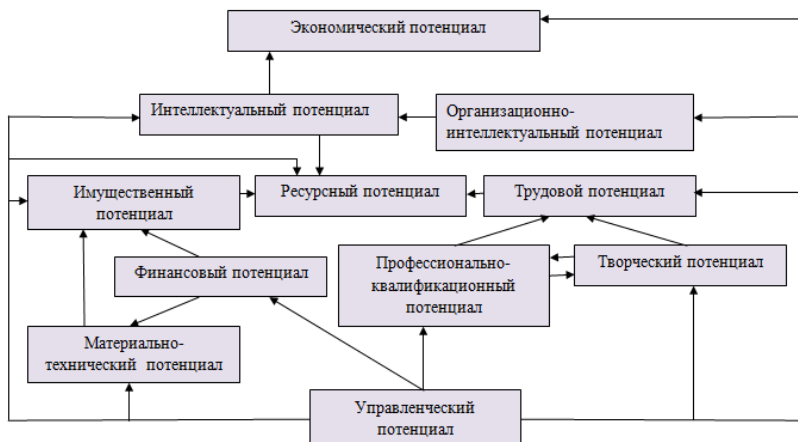 Экономический потенциал
Интеллектуальный потенциал
Организационно-
интеллектуальный потенциал
Имущественный
потенциал
Ресурсный потенциал
Трудовой потенциал
Финансовый потенциал
Профессионально-
квалификационный
потенциал
Творческий потенциал
Материально-
технический потенциал
Управленческий
потенциал